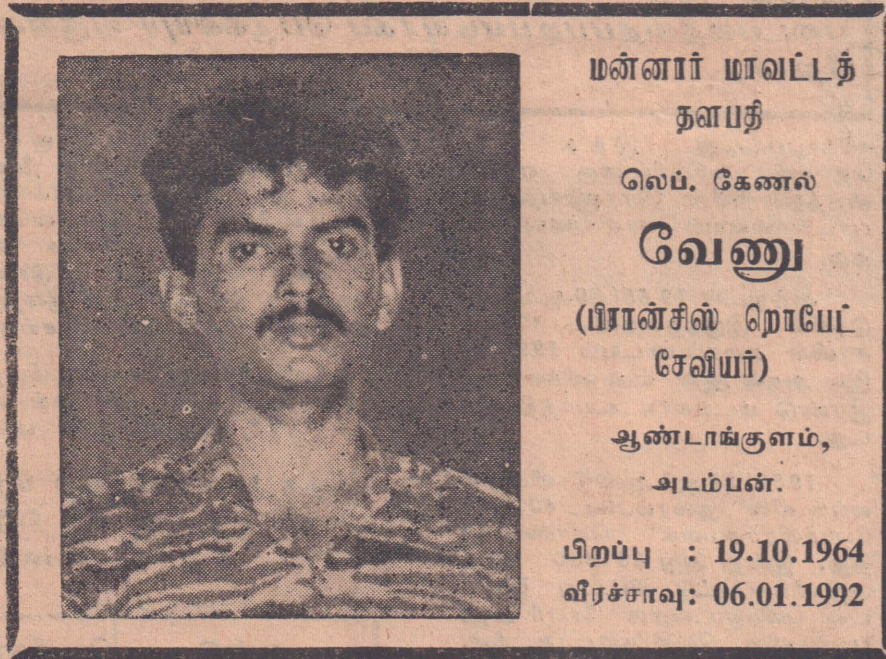 மன்னார் மாவட்டத்
தளபதி
லெப். கேணல்
வேணு
(பிரான்சிஸ் றொபேட்
சேவியர்)
ஆண்டாங்குளம்,
அடம்பன்.
பிறப்பு : 19.10.1964
வீரச்சாவு: 06.01.1992